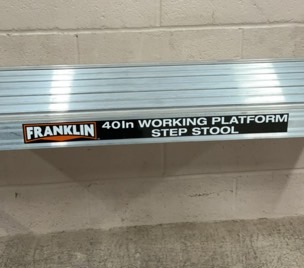 FRANKLIN 40in WORKING PLATFORM
STEP STOOL